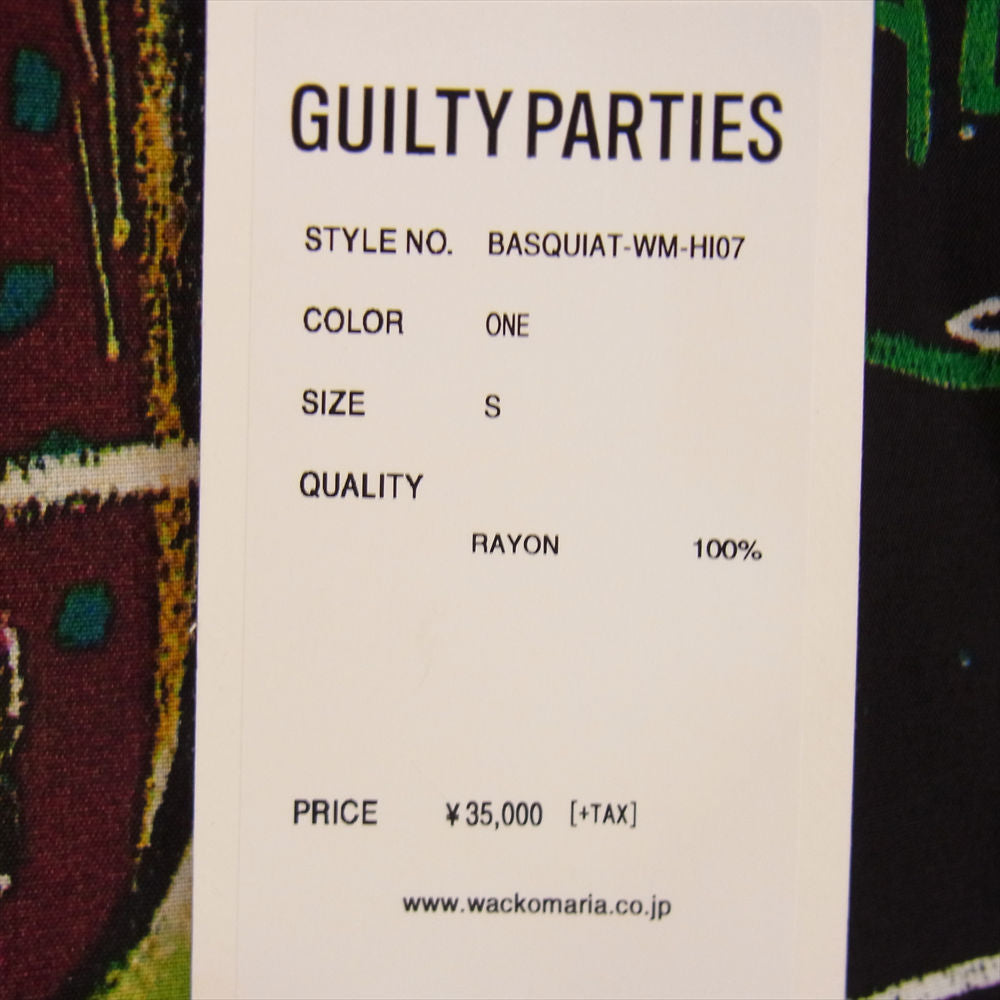 GUILTY PARTIES
STYLE NO. BASQUIAT-WM-HI07
COLOR ONE
SIZE S
QUALITY
RAYON 100%
PRICE ¥35,000 [+TAX]
www.wackomaria.co.jp